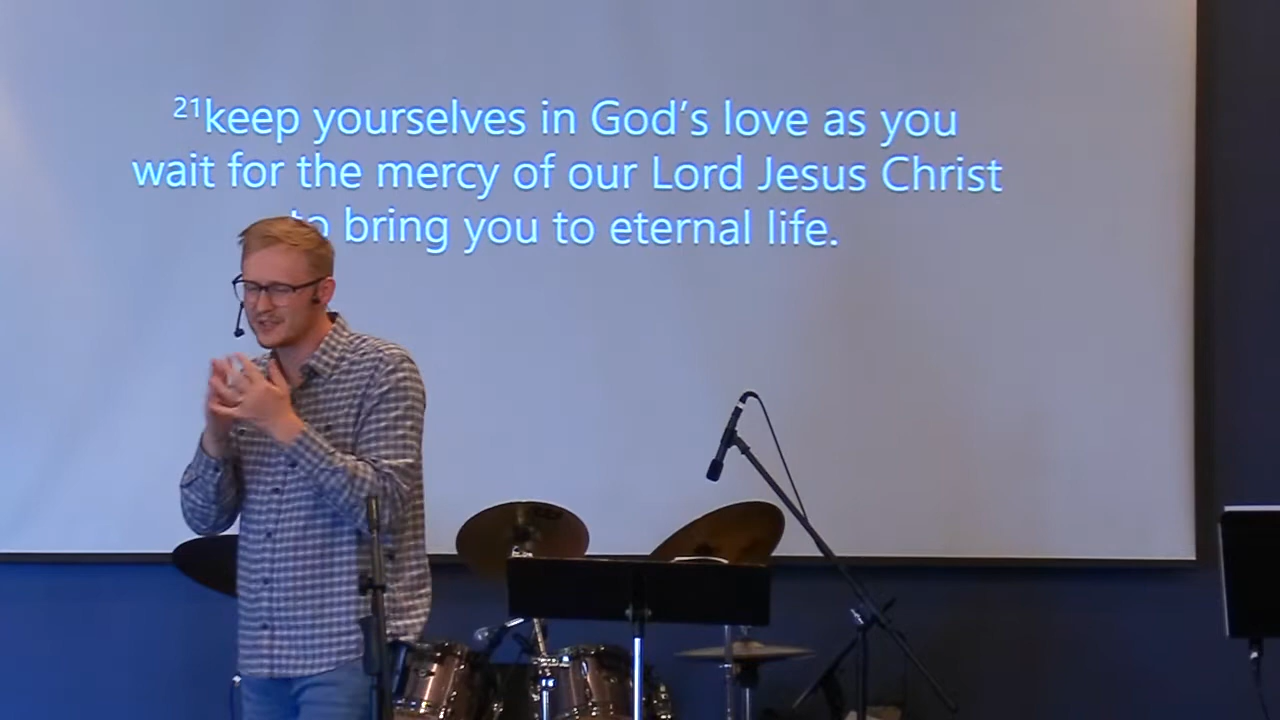 ²¹keep yourselves in God's love as you
wait for the mercy of our Lord Jesus Christ
to bring you to eternal life.